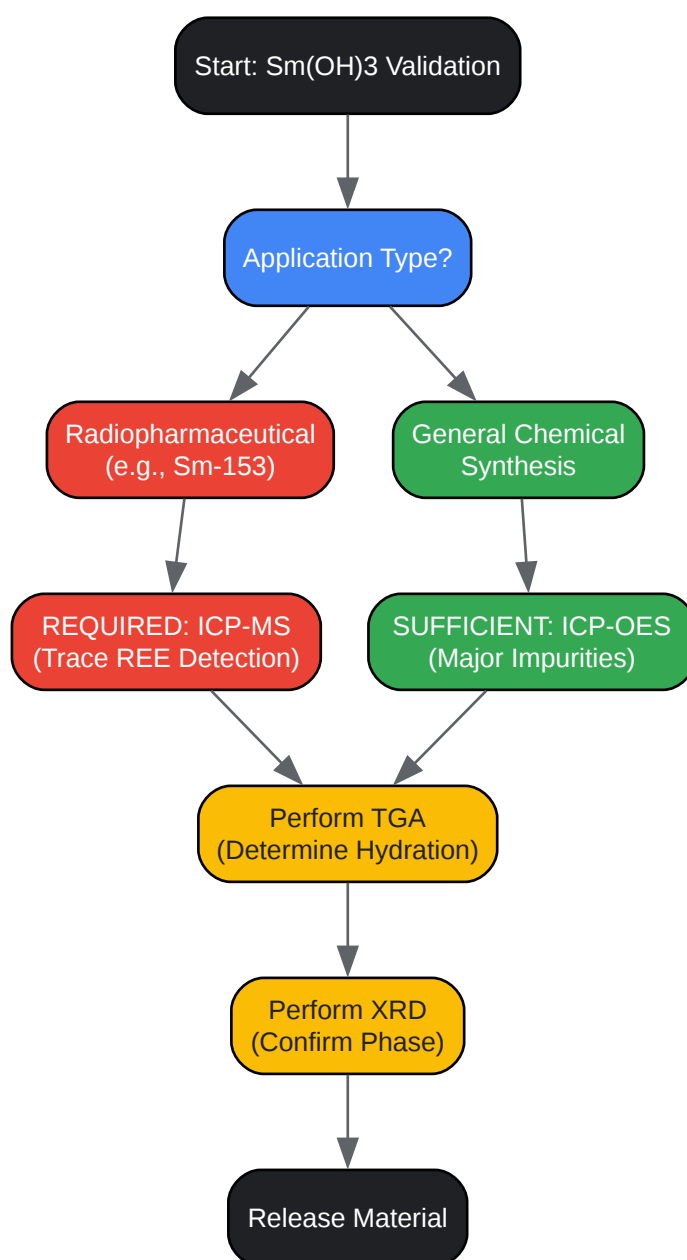 Start: Sm(OH)3 Validation
Application Type?
Radiopharmaceutical
(e.g., Sm-153)
General Chemical
Synthesis
REQUIRED: ICP-MS
(Trace REE Detection)
SUFFICIENT: ICP-OES
(Major Impurities)
Perform TGA
(Determine Hydration)
Perform XRD
(Confirm Phase)
Release Material